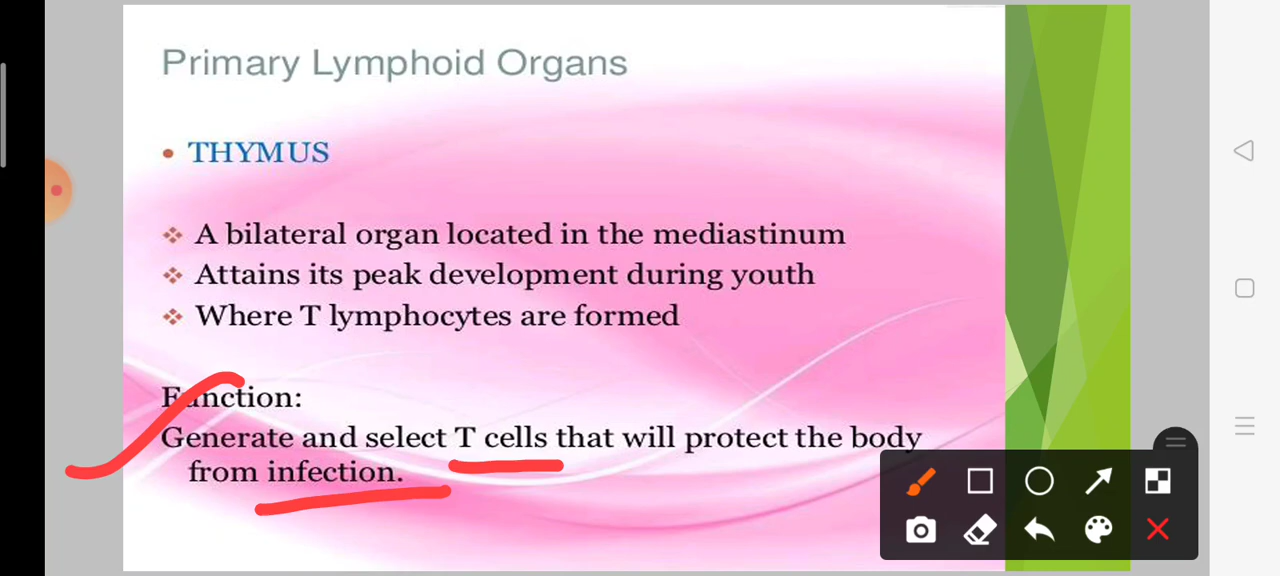 Primary Lymphoid Organs
• THYMUS
❖ A bilateral organ located in the mediastinum
❖ Attains its peak development during youth
❖ Where T lymphocytes are formed
Function:
Generate and select T cells that will protect the body
from infection.